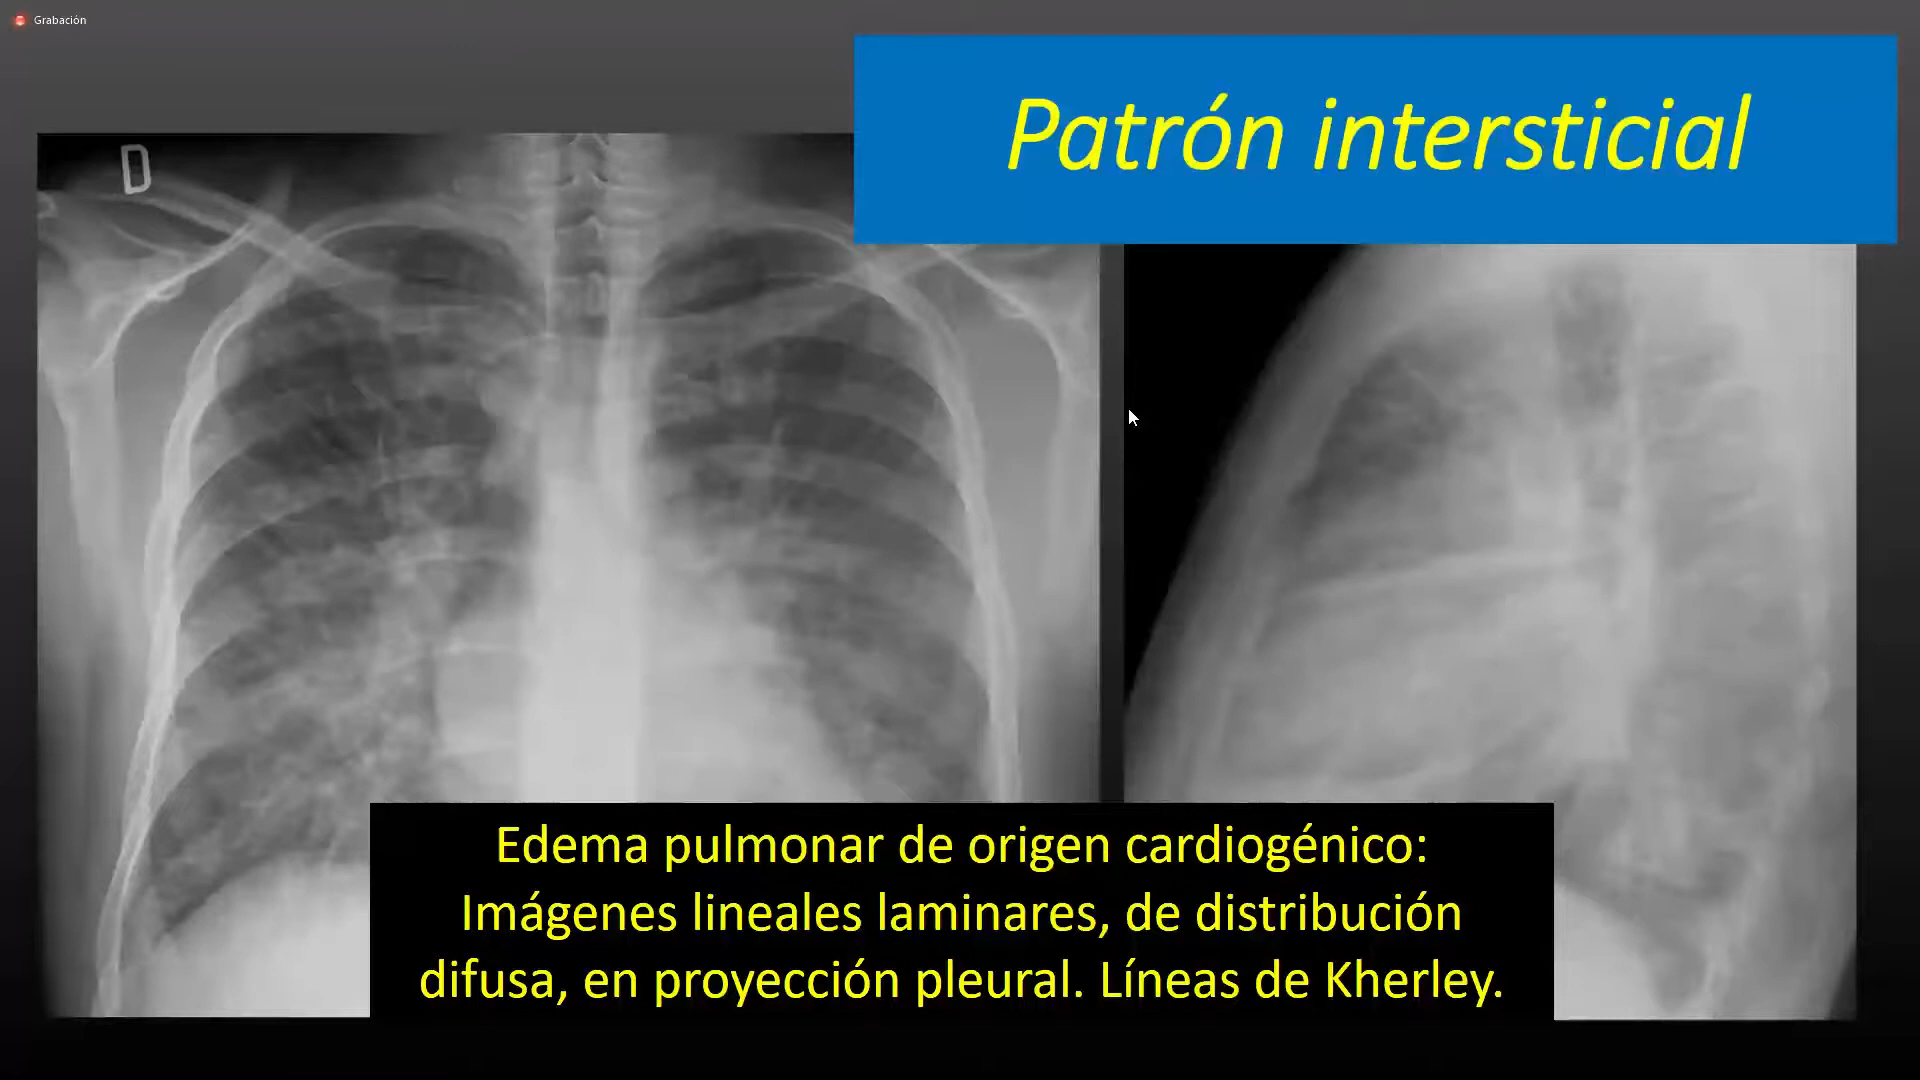 Grabación
Patrón intersticial
D
Edema pulmonar de origen cardiogénico:
Imágenes lineales laminares, de distribución
difusa, en proyección pleural. Líneas de Kherley.